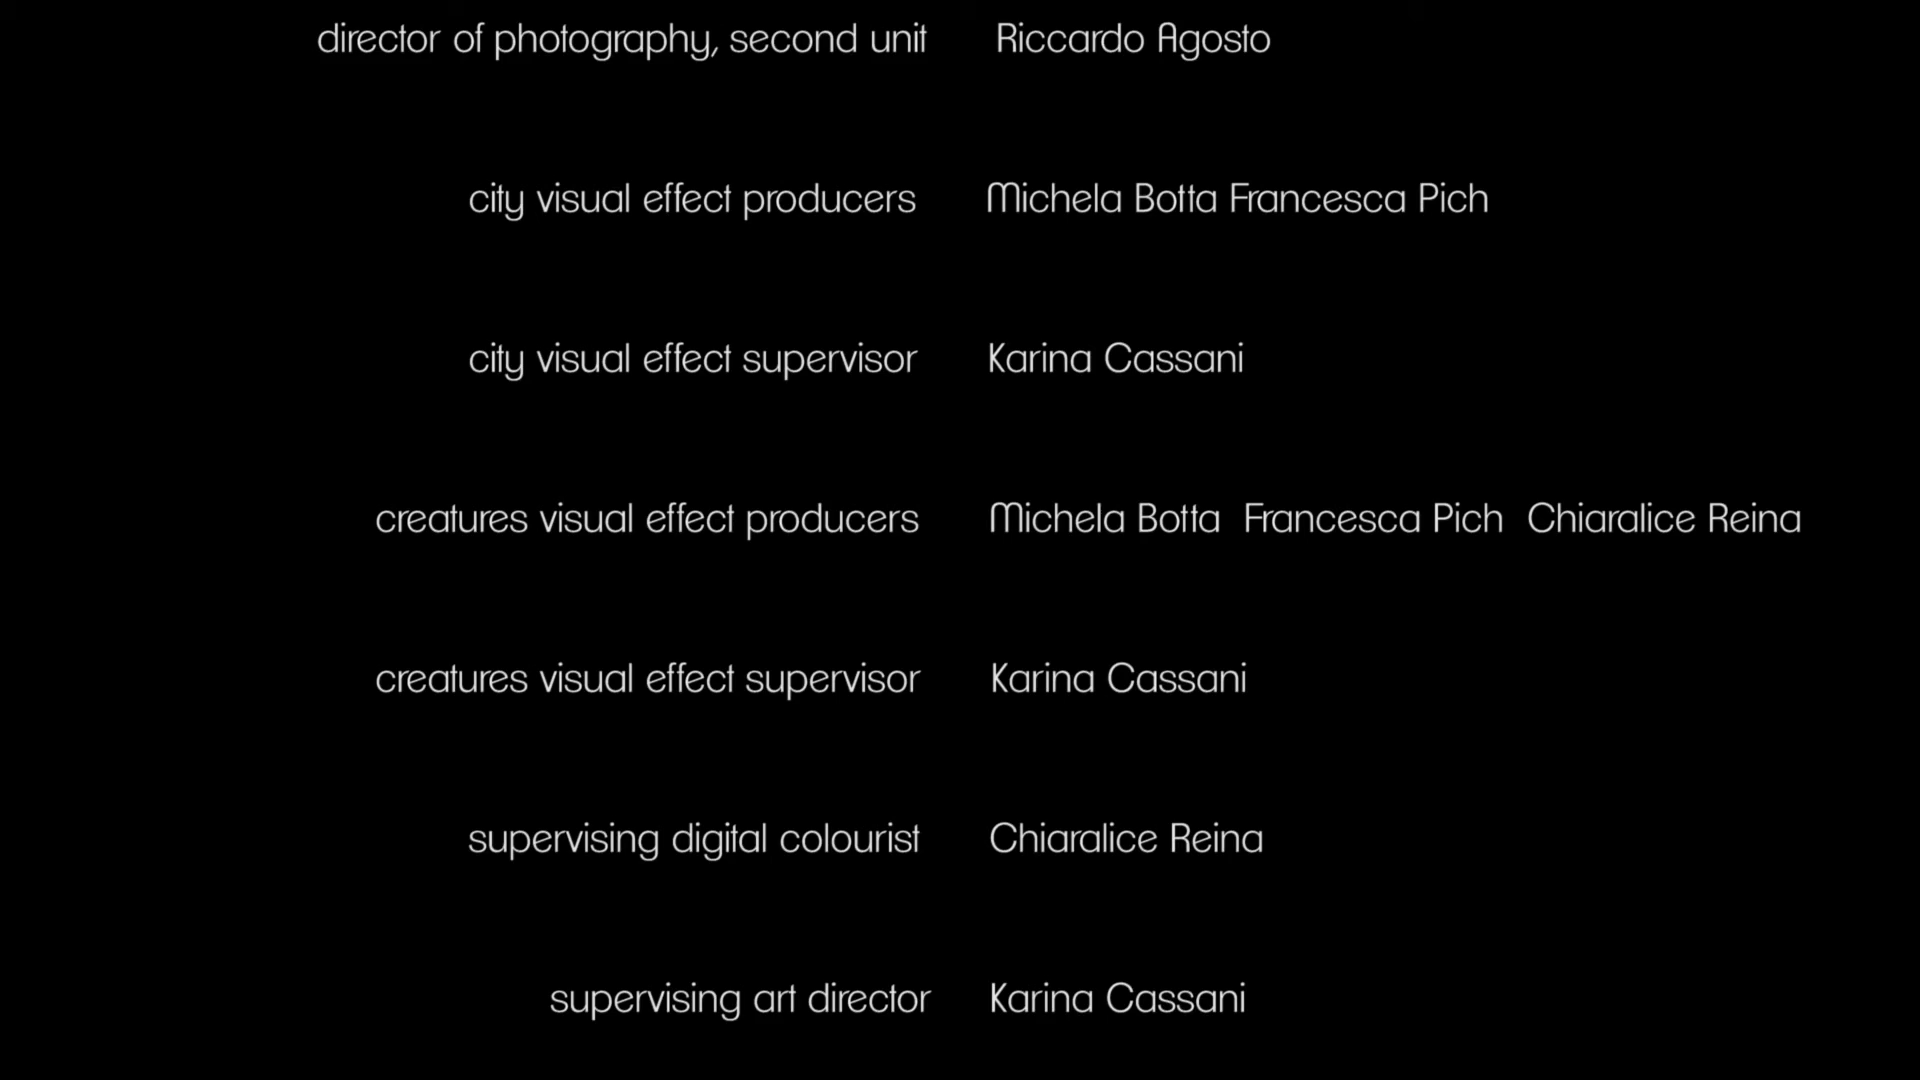 director of photography, second unit Riccardo Agosto
city visual effect producers Michela Botta Francesca Pich
city visual effect supervisor Karina Cassani
creatures visual effect producers Michela Botta Francesca Pich Chiaralice Reina
creatures visual effect supervisor Karina Cassani
supervising digital colourist Chiaralice Reina
supervising art director Karina Cassani